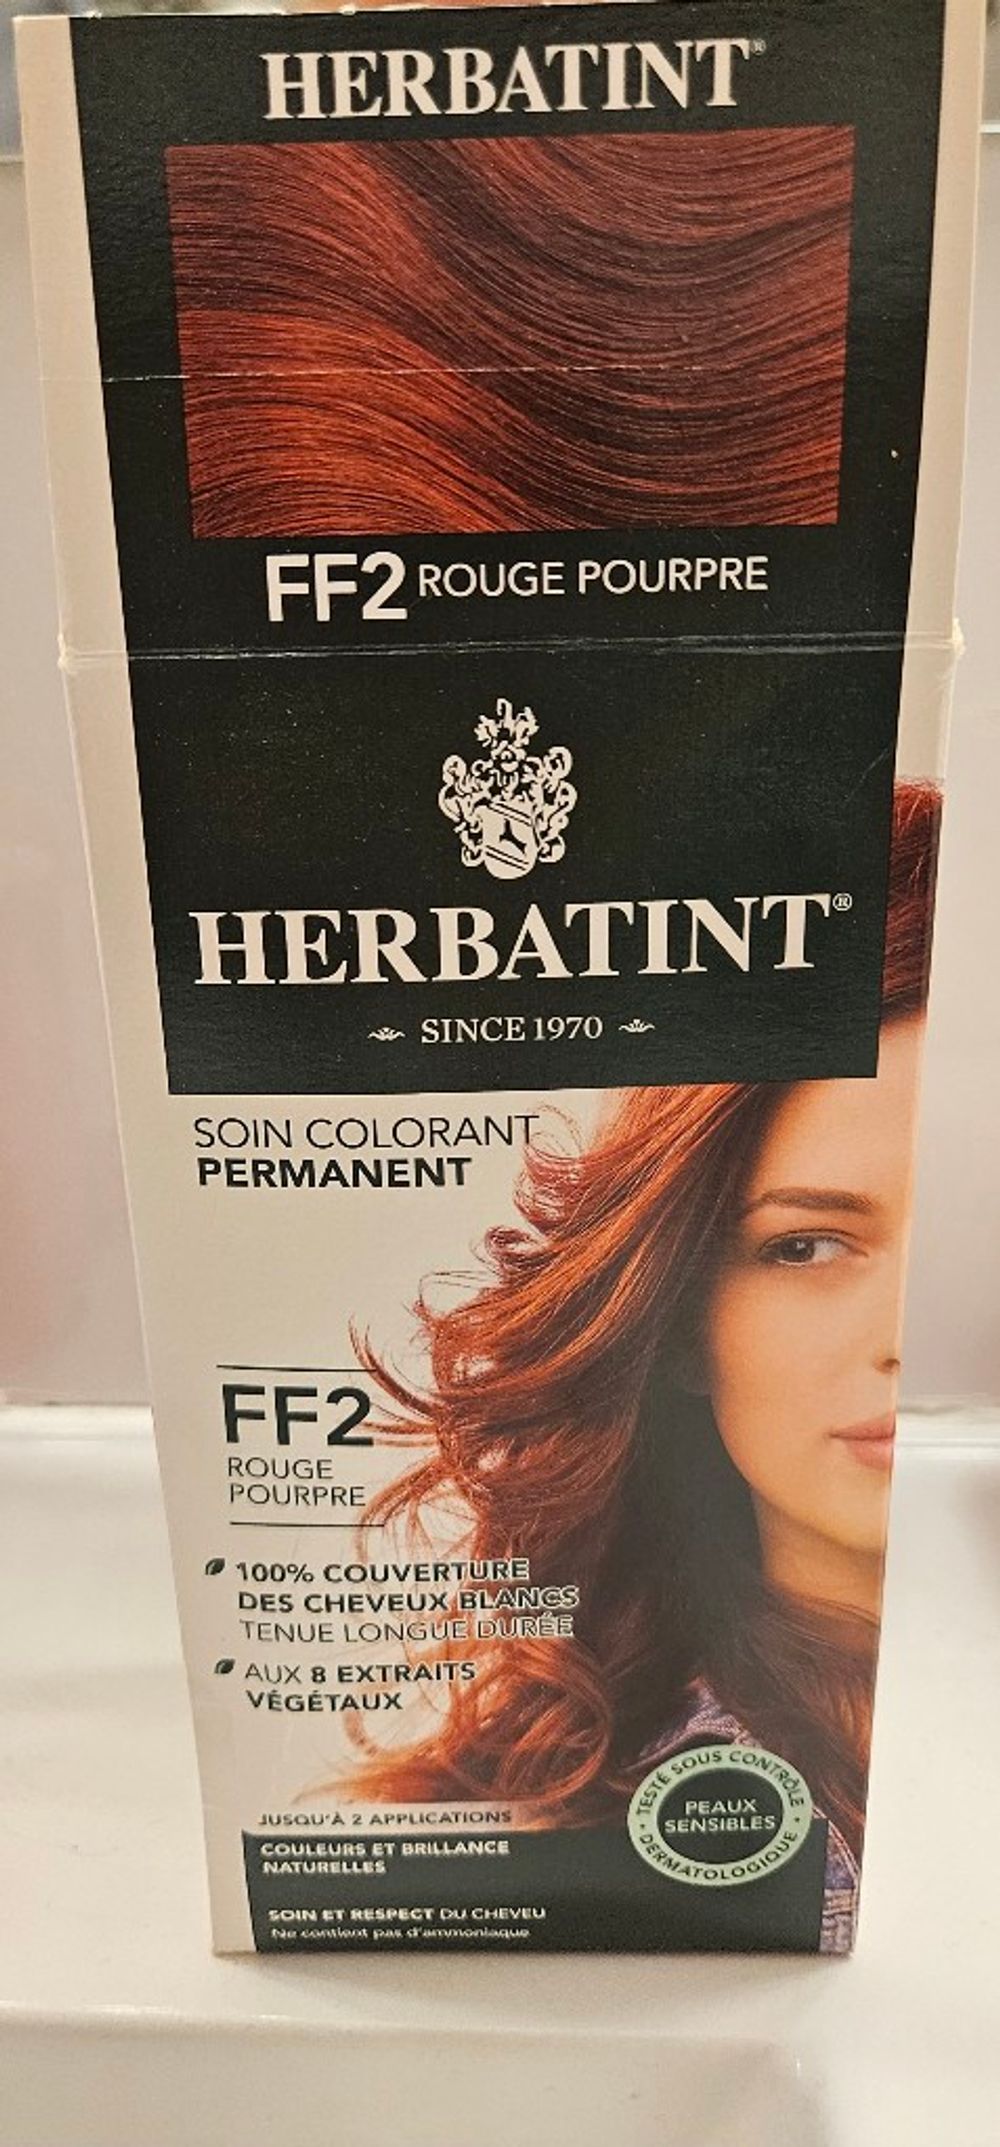 HERBATINT®
FF2 ROUGE POURPRE
HERBATINT®
SINCE 1970
SOIN COLORANT
PERMANENT
FF2
ROUGE
POURPRE
100% COUVERTURE
DES CHEVEUX BLANCS
TENUE LONGUE DURÉE
AUX 8 EXTRAITS
VÉGÉTAUX
JUSQU'À 2 APPLICATIONS
COULEURS ET BRILLANCE
NATURELLES
SOIN ET RESPECT DU CHEVEU
Ne contient pas d'ammoniaque
TESTÉ SOUS CONTRÔLE
PEAUX
SENSIBLES
DERMATOLOGIQUE